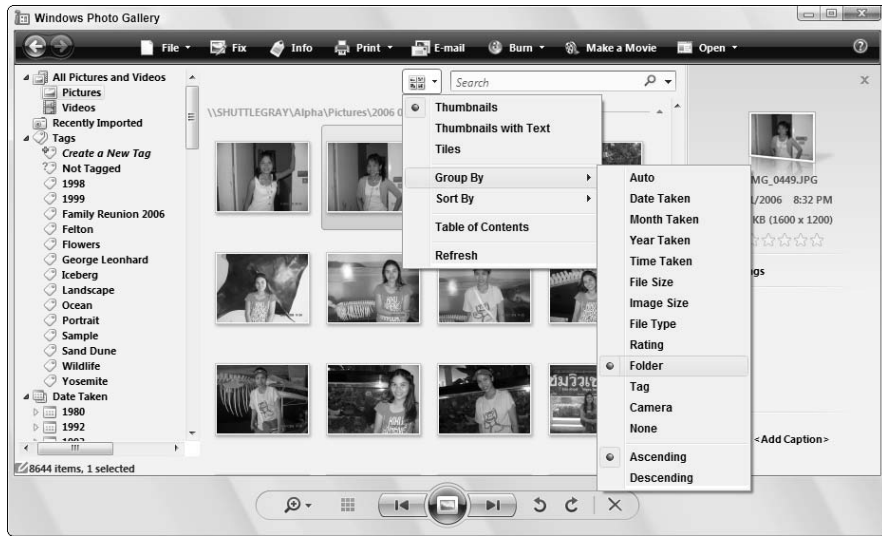 Windows Photo Gallery
File Fix Info Print E-mail Burn Make a Movie Open
All Pictures and Videos
Pictures
Videos
Recently Imported
Tags
Create a New Tag
Not Tagged
1998
1999
Family Reunion 2006
Felton
Flowers
George Leonhard
Iceberg
Landscape
Ocean
Portrait
Sample
Sand Dune
Wildlife
Yosemite
Date Taken
1980
1992
8644 items, 1 selected
Search
\\SHUTTLEGRAY\Alpha\Pictures\2006 0
Thumbnails
Thumbnails with Text
Tiles
Group By
Sort By
Table of Contents
Refresh
Auto
Date Taken
Month Taken
Year Taken
Time Taken
File Size
Image Size
File Type
Rating
Folder
Tag
Camera
None
Ascending
Descending
MG_0449.JPG
/2006 8:32 PM
KB (1600 x 1200)
gs
<Add Caption>